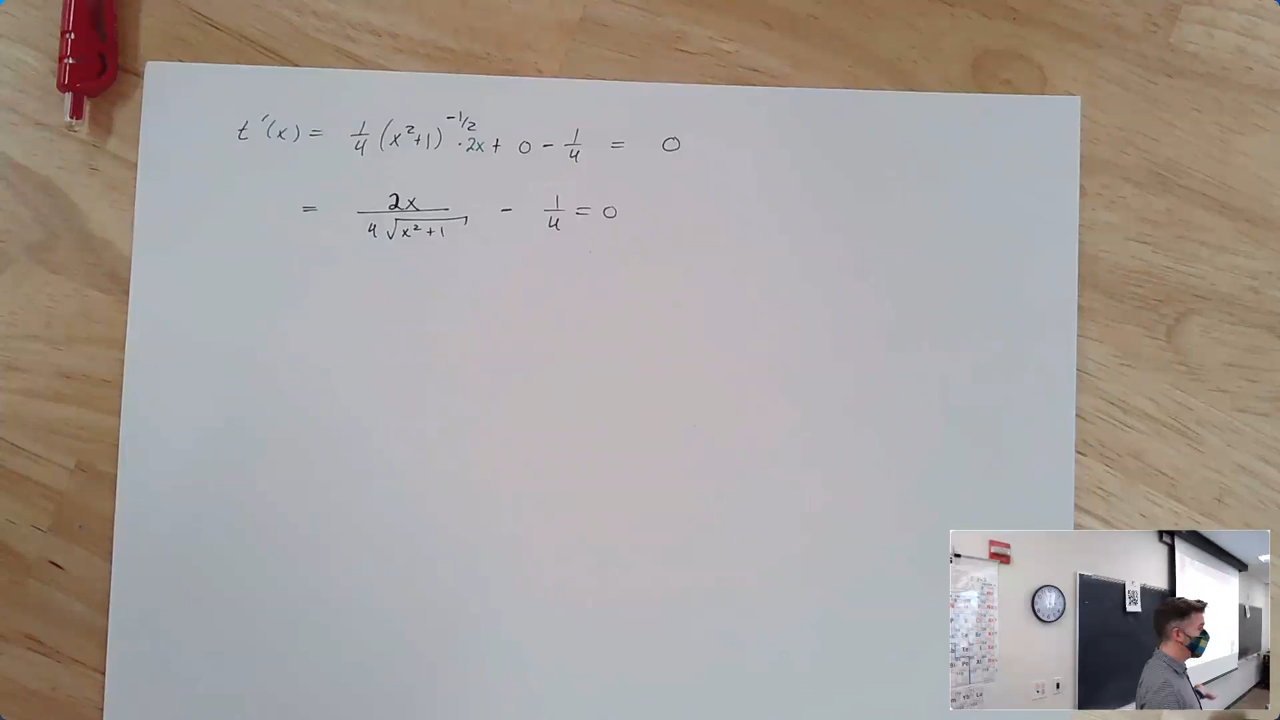 t'(x) = 1/4 (x²+1)^(-1/2) · 2x + 0 - 1/4 = 0
= 2x / (4√(x²+1)) - 1/4 = 0